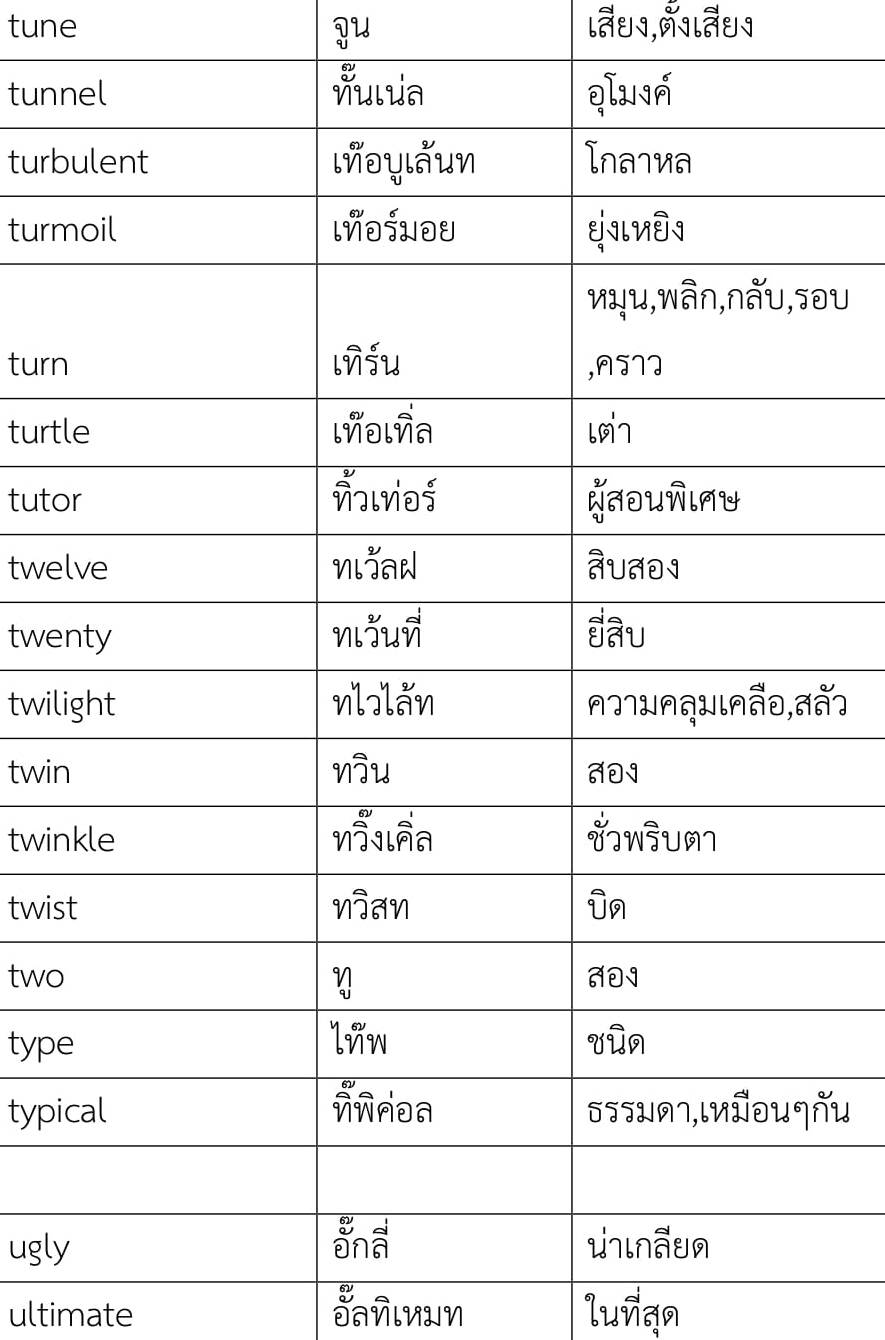 tune จูน เสียง,ตั้งเสียง
tunnel ทั๊นเน่ล อุโมงค์
turbulent เท๊อบูเล้นท โกลาหล
turmoil เท๊อร์มอย ยุ่งเหยิง
หมุน,พลิก,กลับ,รอบ
turn เทิร์น ,คราว
turtle เท๊อเทิ่ล เต่า
tutor ทิ้วเท่อร์ ผู้สอนพิเศษ
twelve ทเว้ลฝ สิบสอง
twenty ทเว้นที่ ยี่สิบ
twilight ทไวไล้ท ความคลุมเคลือ,สลัว
twin ทวิน สอง
twinkle ทวิ๊งเคิ่ล ชั่วพริบตา
twist ทวิสท บิด
two ทู สอง
type ไท๊พ ชนิด
typical ทิ๊พิค่อล ธรรมดา,เหมือนๆกัน
ugly อั๊กลี่ น่าเกลียด
ultimate อั๊ลทิเหมท ในที่สุด